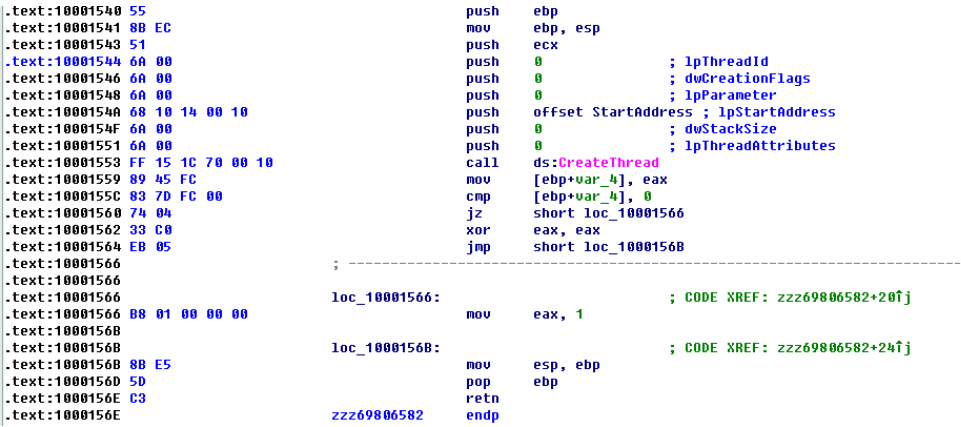 .text:10001540 55 push ebp
.text:10001541 8B EC mov ebp, esp
.text:10001543 51 push ecx
.text:10001544 6A 00 push 0 ; lpThreadId
.text:10001546 6A 00 push 0 ; dwCreationFlags
.text:10001548 6A 00 push 0 ; lpParameter
.text:1000154A 68 10 14 00 10 push offset StartAddress ; lpStartAddress
.text:1000154F 6A 00 push 0 ; dwStackSize
.text:10001551 6A 00 push 0 ; lpThreadAttributes
.text:10001553 FF 15 1C 70 00 10 call ds:CreateThread
.text:10001559 89 45 FC mov [ebp+var_4], eax
.text:1000155C 83 7D FC 00 cmp [ebp+var_4], 0
.text:10001560 74 04 jz short loc_10001566
.text:10001562 33 C0 xor eax, eax
.text:10001564 EB 05 jmp short loc_1000156B
.text:10001566 ; ---------------------------------------------------------------------------
.text:10001566
.text:10001566 loc_10001566: ; CODE XREF: zzz69806582+20îj
.text:10001566 B8 01 00 00 00 mov eax, 1
.text:1000156B
.text:1000156B loc_1000156B: ; CODE XREF: zzz69806582+24îj
.text:1000156B 8B E5 mov esp, ebp
.text:1000156D 5D pop ebp
.text:1000156E C3 retn
.text:1000156E zzz69806582 endp